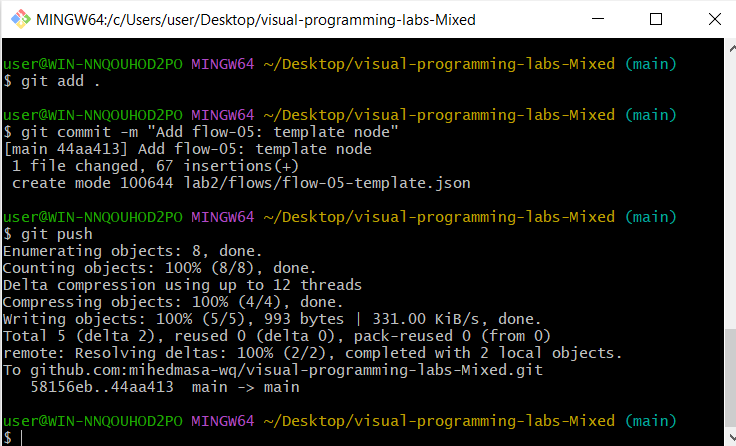 MINGW64:/c/Users/user/Desktop/visual-programming-labs-Mixed
user@WIN-NNQOUHOD2PO MINGW64 ~/Desktop/visual-programming-labs-Mixed (main)
$ git add .
user@WIN-NNQOUHOD2PO MINGW64 ~/Desktop/visual-programming-labs-Mixed (main)
$ git commit -m "Add flow-05: template node"
[main 44aa413] Add flow-05: template node
 1 file changed, 67 insertions(+)
 create mode 100644 lab2/flows/flow-05-template.json
user@WIN-NNQOUHOD2PO MINGW64 ~/Desktop/visual-programming-labs-Mixed (main)
$ git push
Enumerating objects: 8, done.
Counting objects: 100% (8/8), done.
Delta compression using up to 12 threads
Compressing objects: 100% (4/4), done.
Writing objects: 100% (5/5), 993 bytes | 331.00 KiB/s, done.
Total 5 (delta 2), reused 0 (delta 0), pack-reused 0 (from 0)
remote: Resolving deltas: 100% (2/2), completed with 2 local objects.
To github.com:mihedmasa-wq/visual-programming-labs-Mixed.git
   58156eb..44aa413  main -> main
user@WIN-NNQOUHOD2PO MINGW64 ~/Desktop/visual-programming-labs-Mixed (main)
$